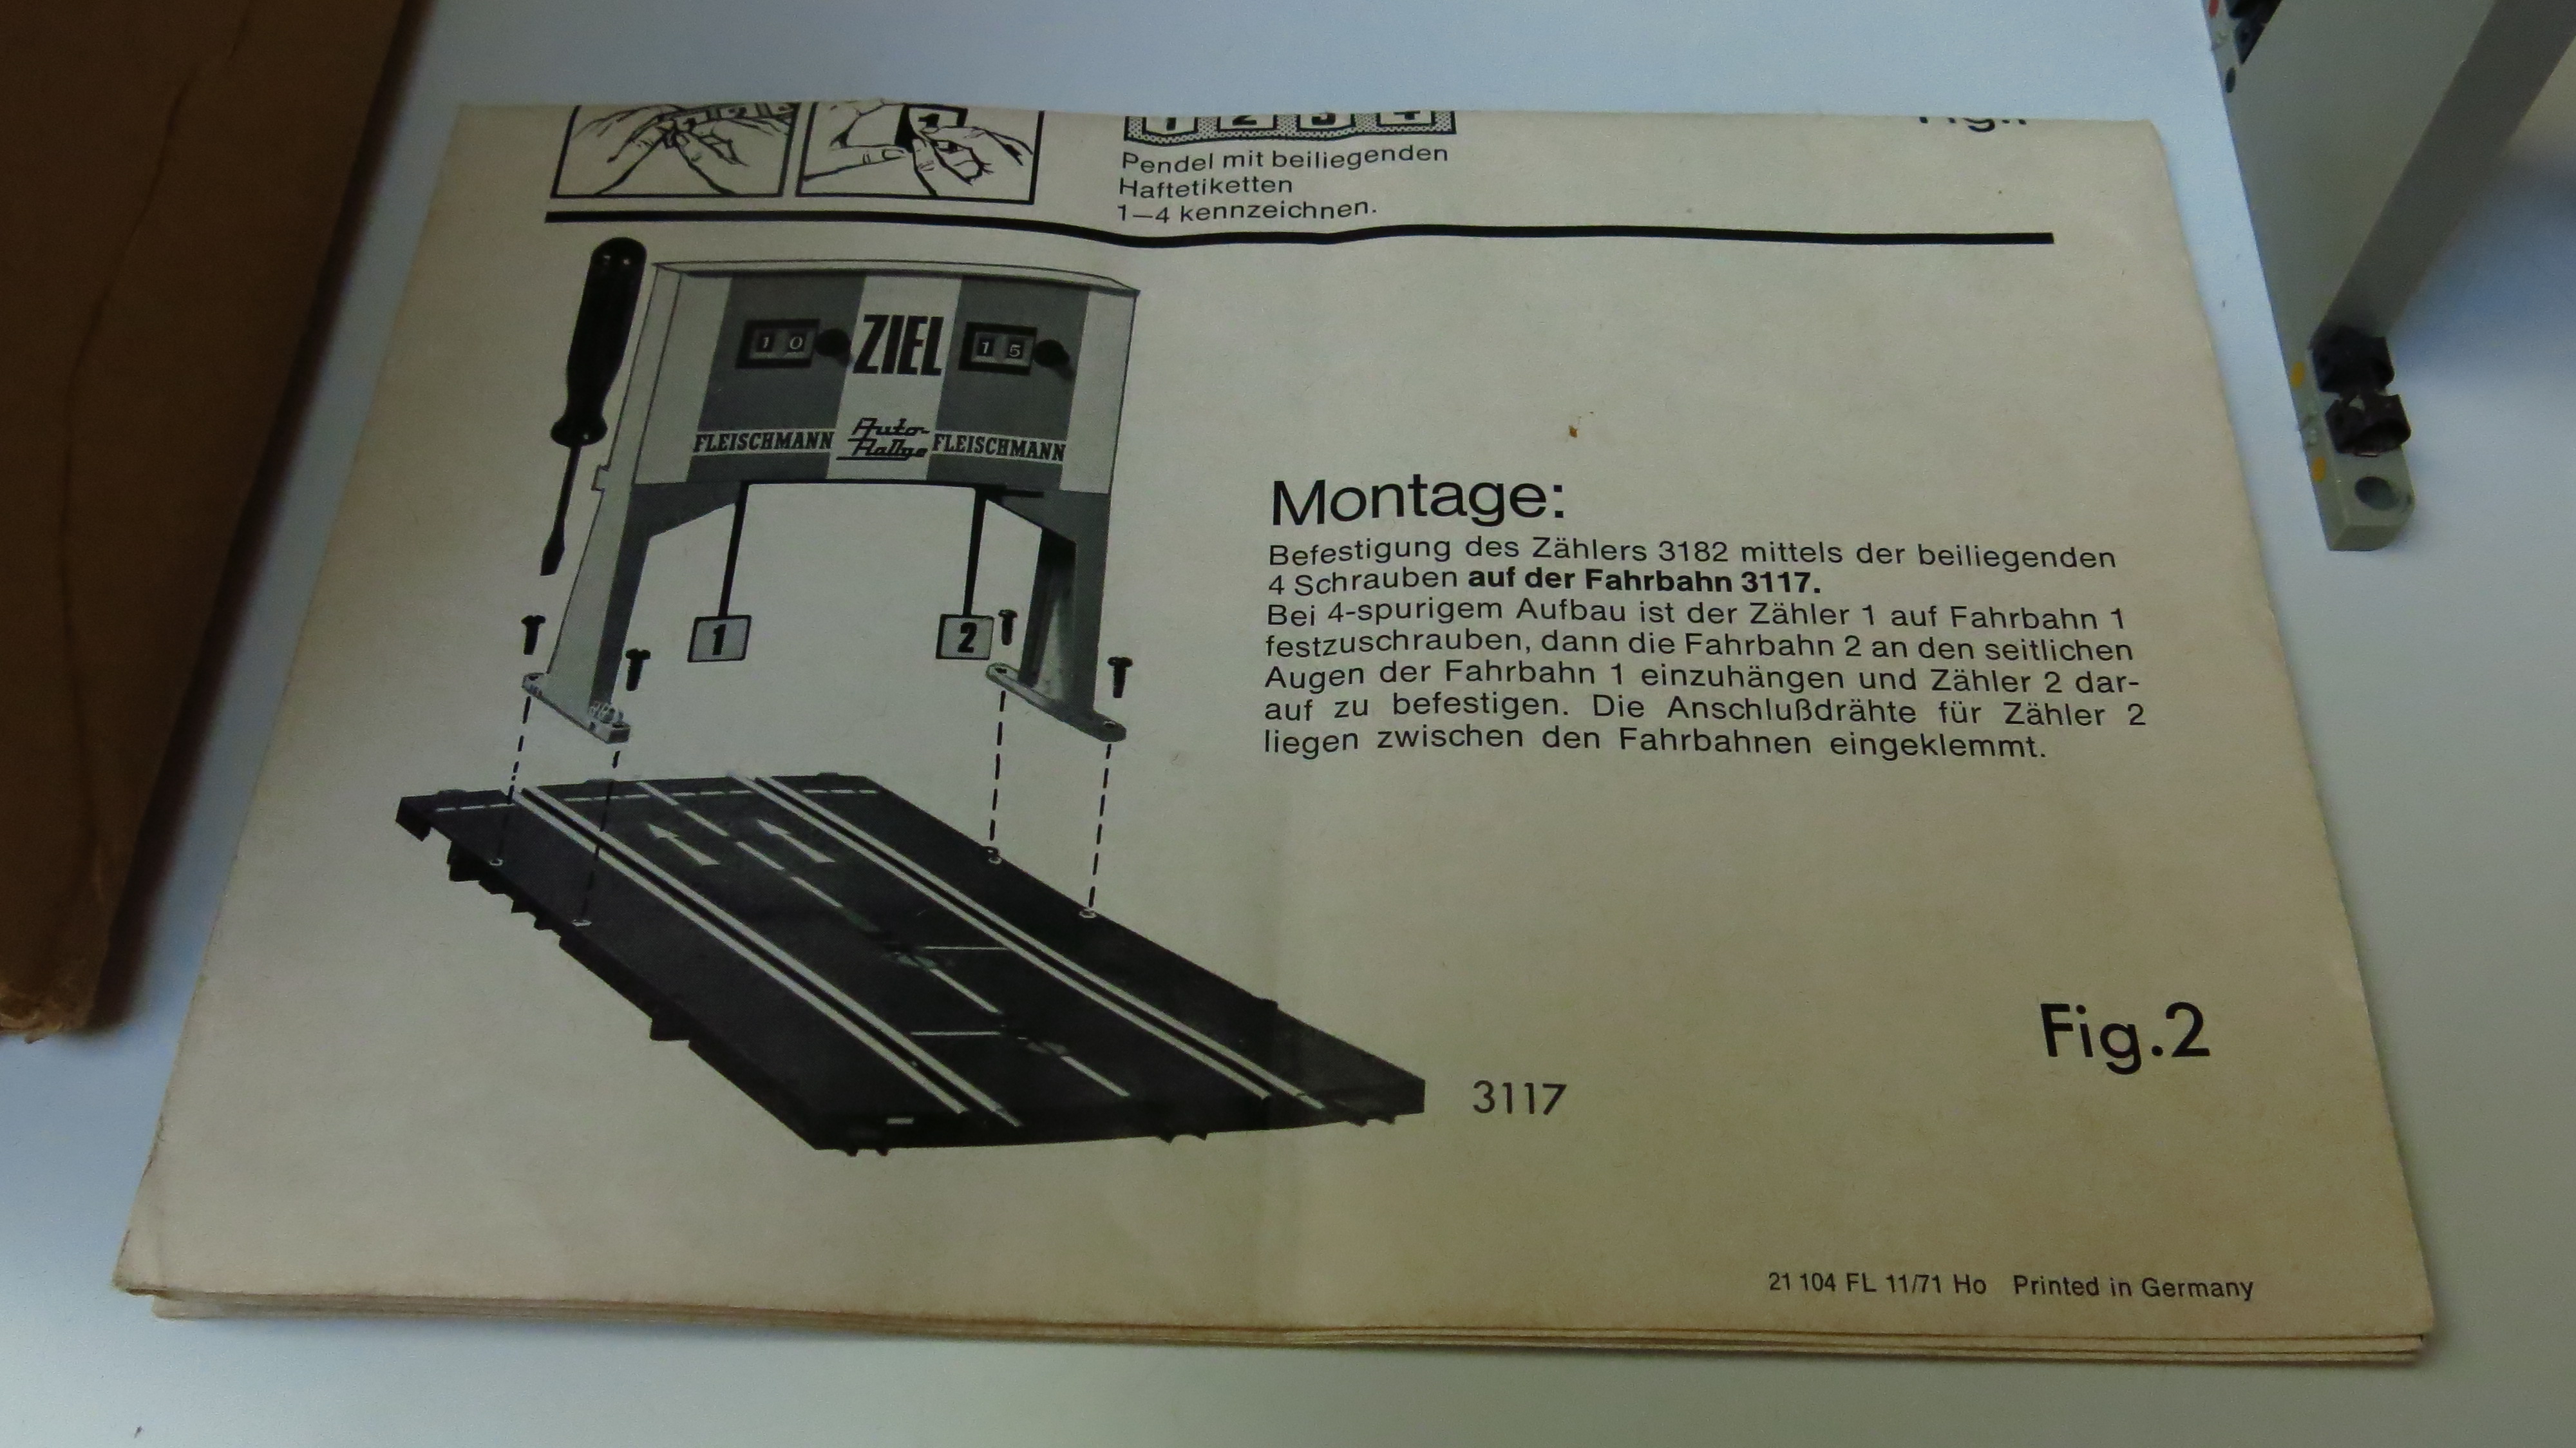 1 2 3 4
Pendel mit beiliegenden
Haftetiketten
1—4 kennzeichnen.
10 ZIEL 15
FLEISCHMANN Auto-Rallye FLEISCHMANN
1 2
Montage:
Befestigung des Zählers 3182 mittels der beiliegenden
4 Schrauben auf der Fahrbahn 3117.
Bei 4-spurigem Aufbau ist der Zähler 1 auf Fahrbahn 1
festzuschrauben, dann die Fahrbahn 2 an den seitlichen
Augen der Fahrbahn 1 einzuhängen und Zähler 2 dar-
auf zu befestigen. Die Anschlußdrähte für Zähler 2
liegen zwischen den Fahrbahnen eingeklemmt.
3117
Fig.2
21 104 FL 11/71 Ho Printed in Germany